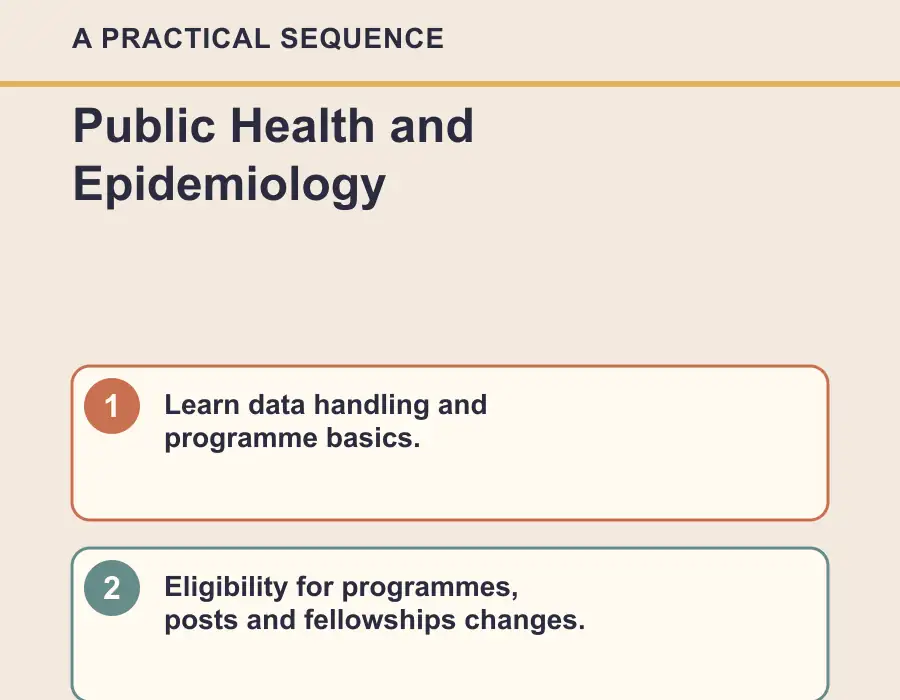 A PRACTICAL SEQUENCE
Public Health and
Epidemiology
1
Learn data handling and
programme basics.
2
Eligibility for programmes,
posts and fellowships changes.